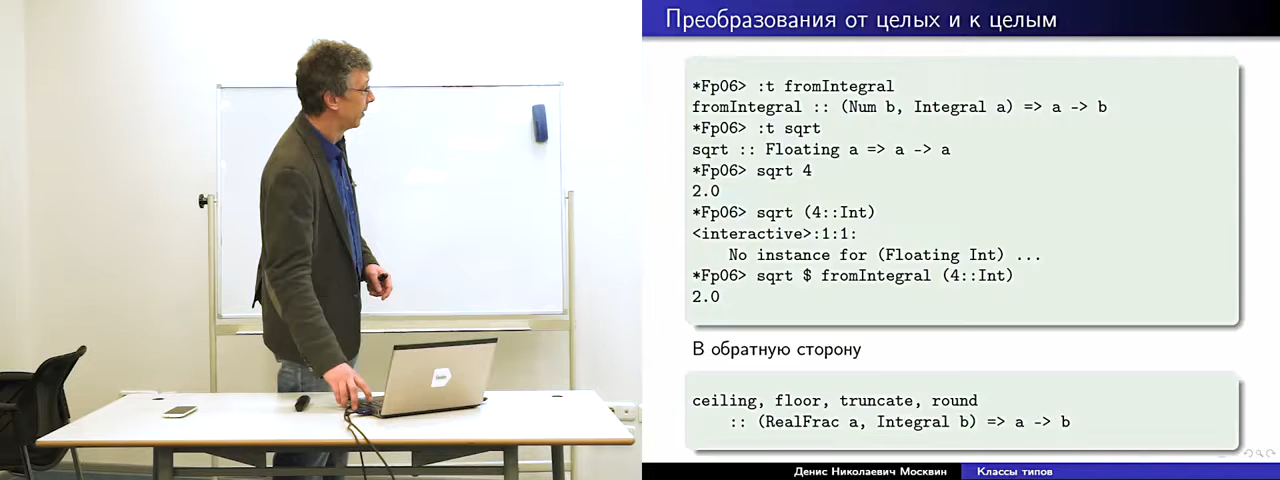 Преобразования от целых и к целым
*Fp06> :t fromIntegral
fromIntegral :: (Num b, Integral a) => a -> b
*Fp06> :t sqrt
sqrt :: Floating a => a -> a
*Fp06> sqrt 4
2.0
*Fp06> sqrt (4::Int)
<interactive>:1:1:
    No instance for (Floating Int) ...
*Fp06> sqrt $ fromIntegral (4::Int)
2.0
В обратную сторону
ceiling, floor, truncate, round
    :: (RealFrac a, Integral b) => a -> b
Денис Николаевич Москвин
Классы типов